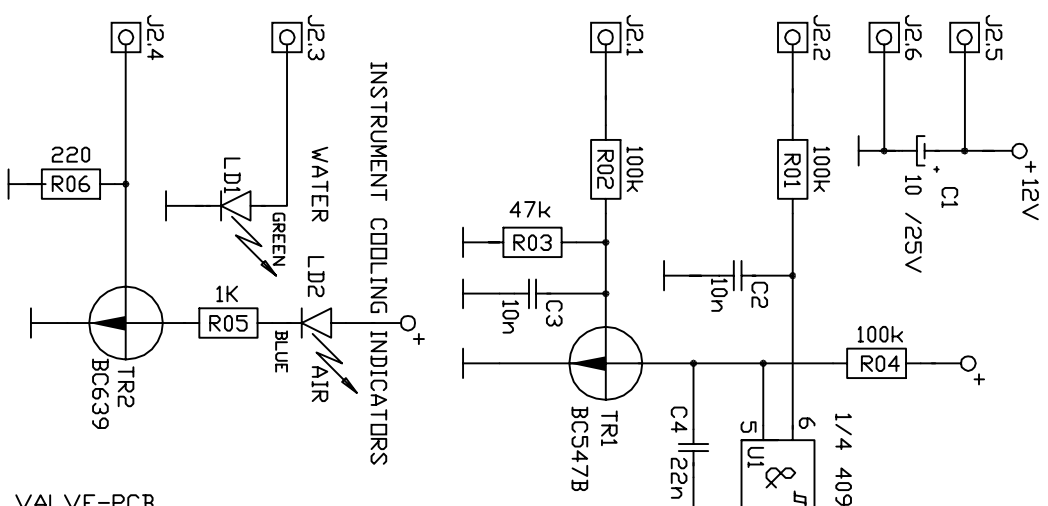 J2.4
J2.3
INSTRUMENT COOLING INDICATORS
WATER
AIR
220
R06
LD1
GREEN
LD2
BLUE
1K
R05
+
TR2
BC639
J2.1
J2.2
J2.6
J2.5
100k
R02
100k
R01
+12V
+
C1
10 /25V
47k
R03
C3
10n
C2
10n
100k
R04
+
TR1
BC547B
C4
22n
6
5
U1
&
1/4 409
VALVE-PCB